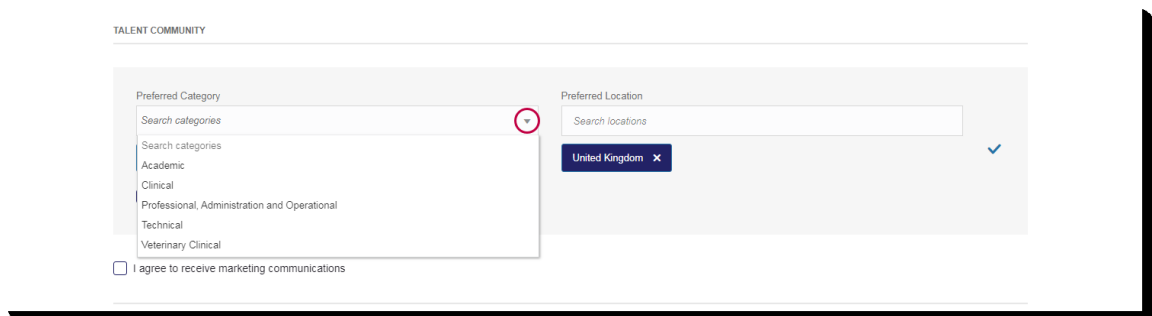 TALENT COMMUNITY
Preferred Category
Search categories
Search categories
Academic
Clinical
Professional, Administration and Operational
Technical
Veterinary Clinical
Preferred Location
Search locations
United Kingdom ×
I agree to receive marketing communications